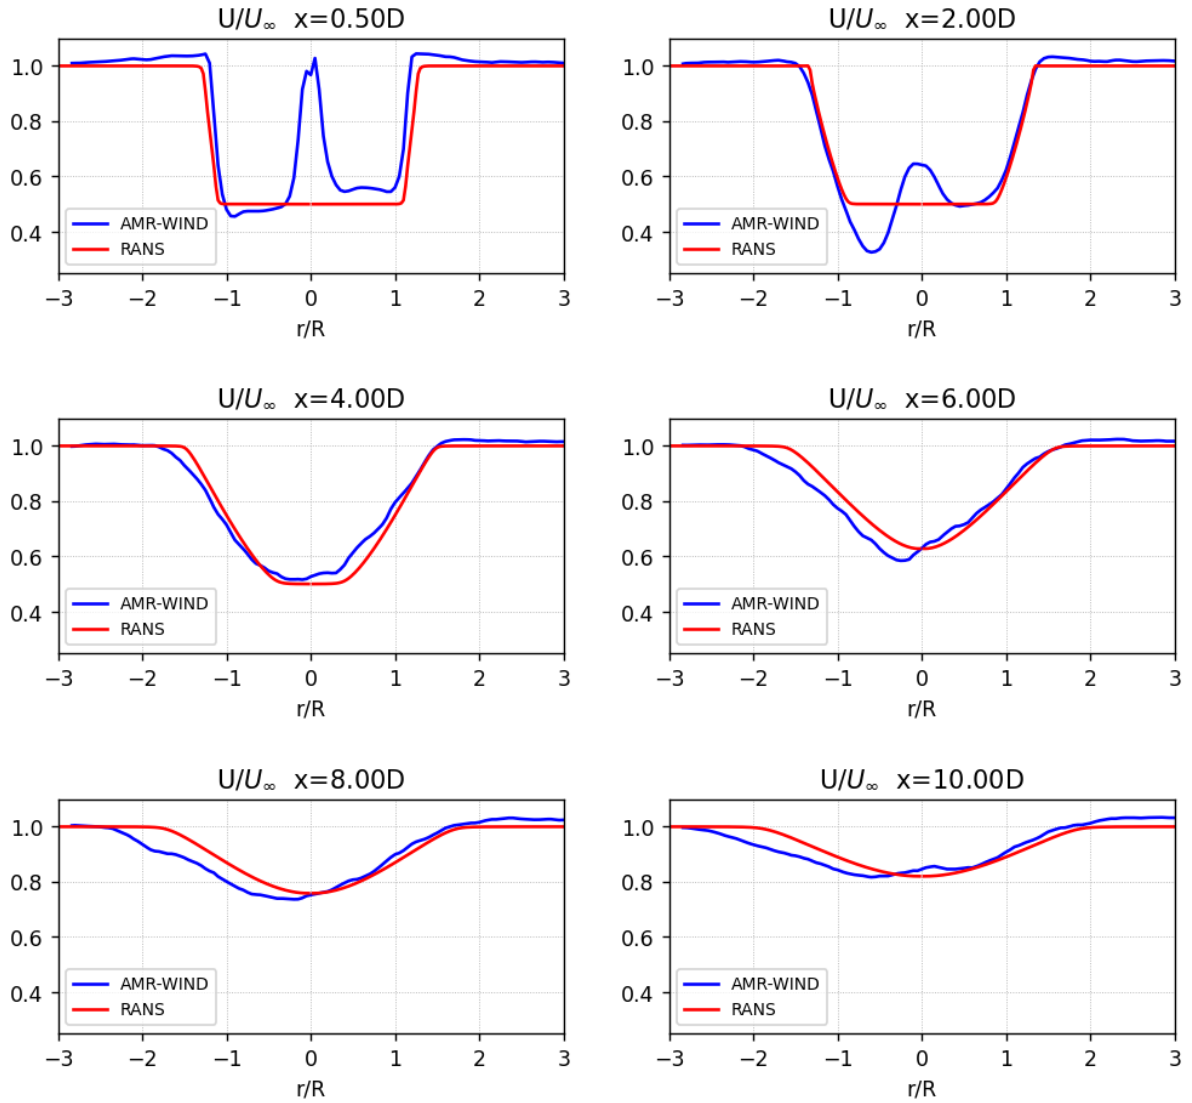 U/U∞ x=0.50D
1.0
0.8
0.6
0.4
AMR-WIND
RANS
−3 −2 −1 0 1 2 3
r/R
U/U∞ x=2.00D
1.0
0.8
0.6
0.4
AMR-WIND
RANS
−3 −2 −1 0 1 2 3
r/R
U/U∞ x=4.00D
1.0
0.8
0.6
0.4
AMR-WIND
RANS
−3 −2 −1 0 1 2 3
r/R
U/U∞ x=6.00D
1.0
0.8
0.6
0.4
AMR-WIND
RANS
−3 −2 −1 0 1 2 3
r/R
U/U∞ x=8.00D
1.0
0.8
0.6
0.4
AMR-WIND
RANS
−3 −2 −1 0 1 2 3
r/R
U/U∞ x=10.00D
1.0
0.8
0.6
0.4
AMR-WIND
RANS
−3 −2 −1 0 1 2 3
r/R